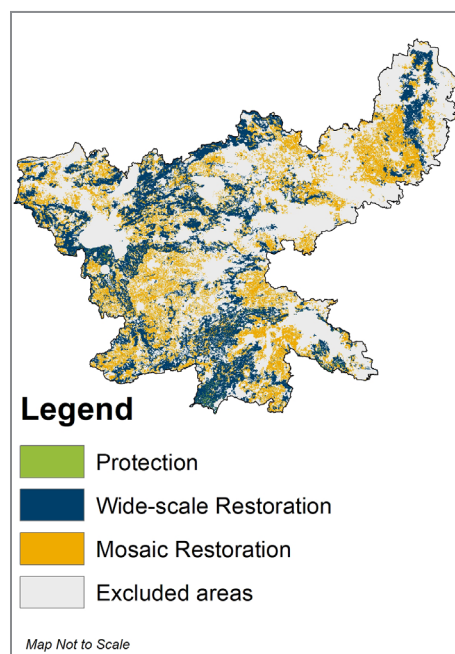 Legend
Protection
Wide-scale Restoration
Mosaic Restoration
Excluded areas
Map Not to Scale